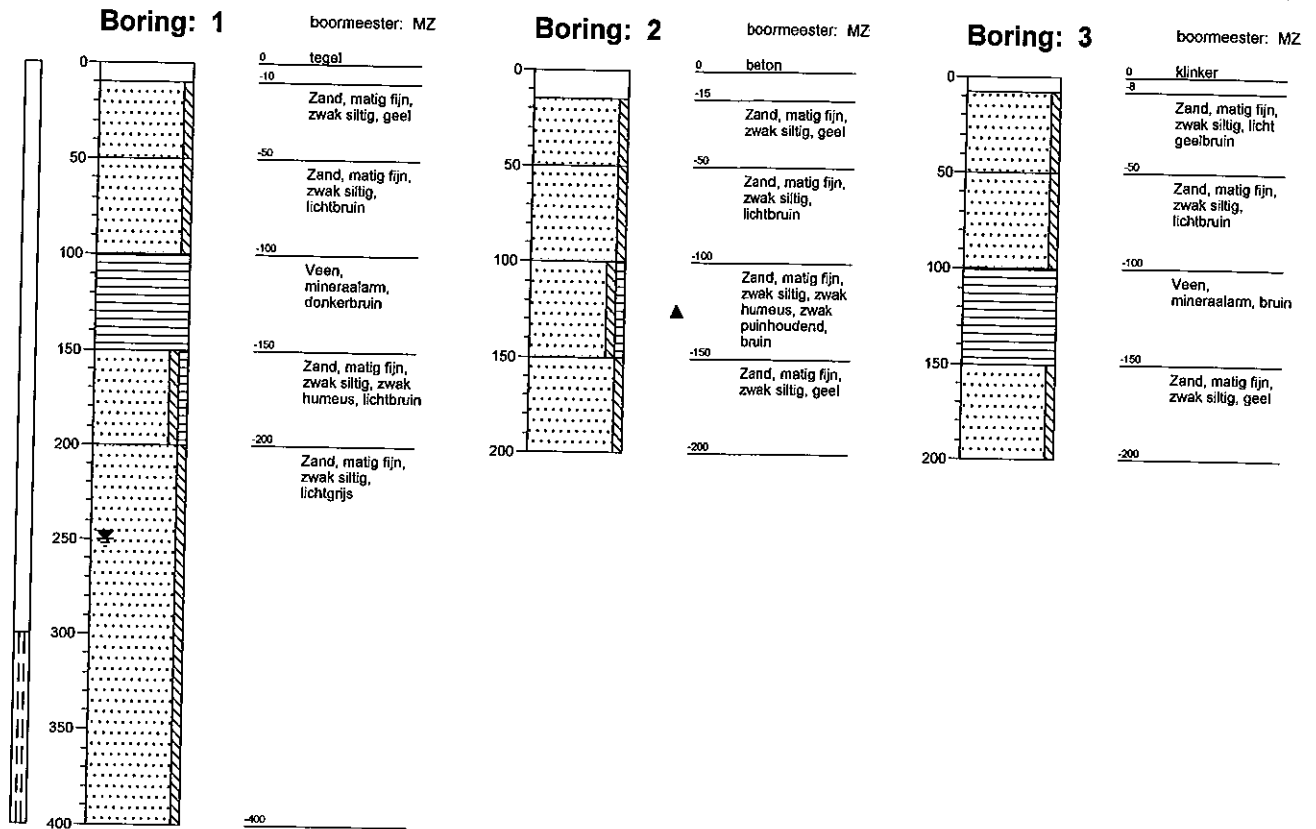 Boring: 1
boormeester: MZ
0
50
100
150
200
250
300
350
400
0
tegel
-10
Zand, matig fijn,
zwak siltig, geel
-50
Zand, matig fijn,
zwak siltig,
lichtbruin
-100
Veen,
mineraalarm,
donkerbruin
-150
Zand, matig fijn,
zwak siltig, zwak
humeus, lichtbruin
-200
Zand, matig fijn,
zwak siltig,
lichtgrijs
-400
Boring: 2
boormeester: MZ
0
50
100
150
200
0
beton
-15
Zand, matig fijn,
zwak siltig, geel
-50
Zand, matig fijn,
zwak siltig,
lichtbruin
-100
Zand, matig fijn,
zwak siltig, zwak
humeus, zwak
puinhoudend,
bruin
-150
Zand, matig fijn,
zwak siltig, geel
-200
Boring: 3
boormeester: MZ
0
50
100
150
200
0
klinker
-8
Zand, matig fijn,
zwak siltig, licht
geelbruin
-50
Zand, matig fijn,
zwak siltig,
lichtbruin
-100
Veen,
mineraalarm, bruin
-150
Zand, matig fijn,
zwak siltig, geel
-200